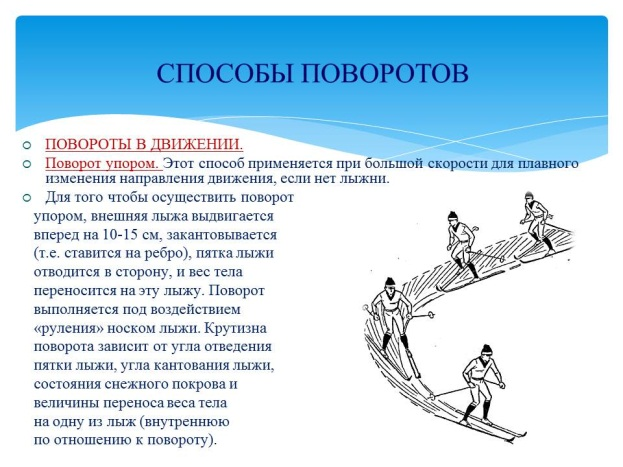 СПОСОБЫ ПОВОРОТОВ
ПОВОРОТЫ В ДВИЖЕНИИ.
Поворот упором. Этот способ применяется при большой скорости для плавного
изменения направления движения, если нет лыжни.
Для того чтобы осуществить поворот
упором, внешняя лыжа выдвигается
вперед на 10-15 см, закантовывается
(т.е. ставится на ребро), пятка лыжи
отводится в сторону, и вес тела
переносится на эту лыжу. Поворот
выполняется под воздействием
«руления» носком лыжи. Крутизна
поворота зависит от угла отведения
пятки лыжи, угла кантования лыжи,
состояния снежного покрова и
величины переноса веса тела
на одну из лыж (внутреннюю
по отношению к повороту).